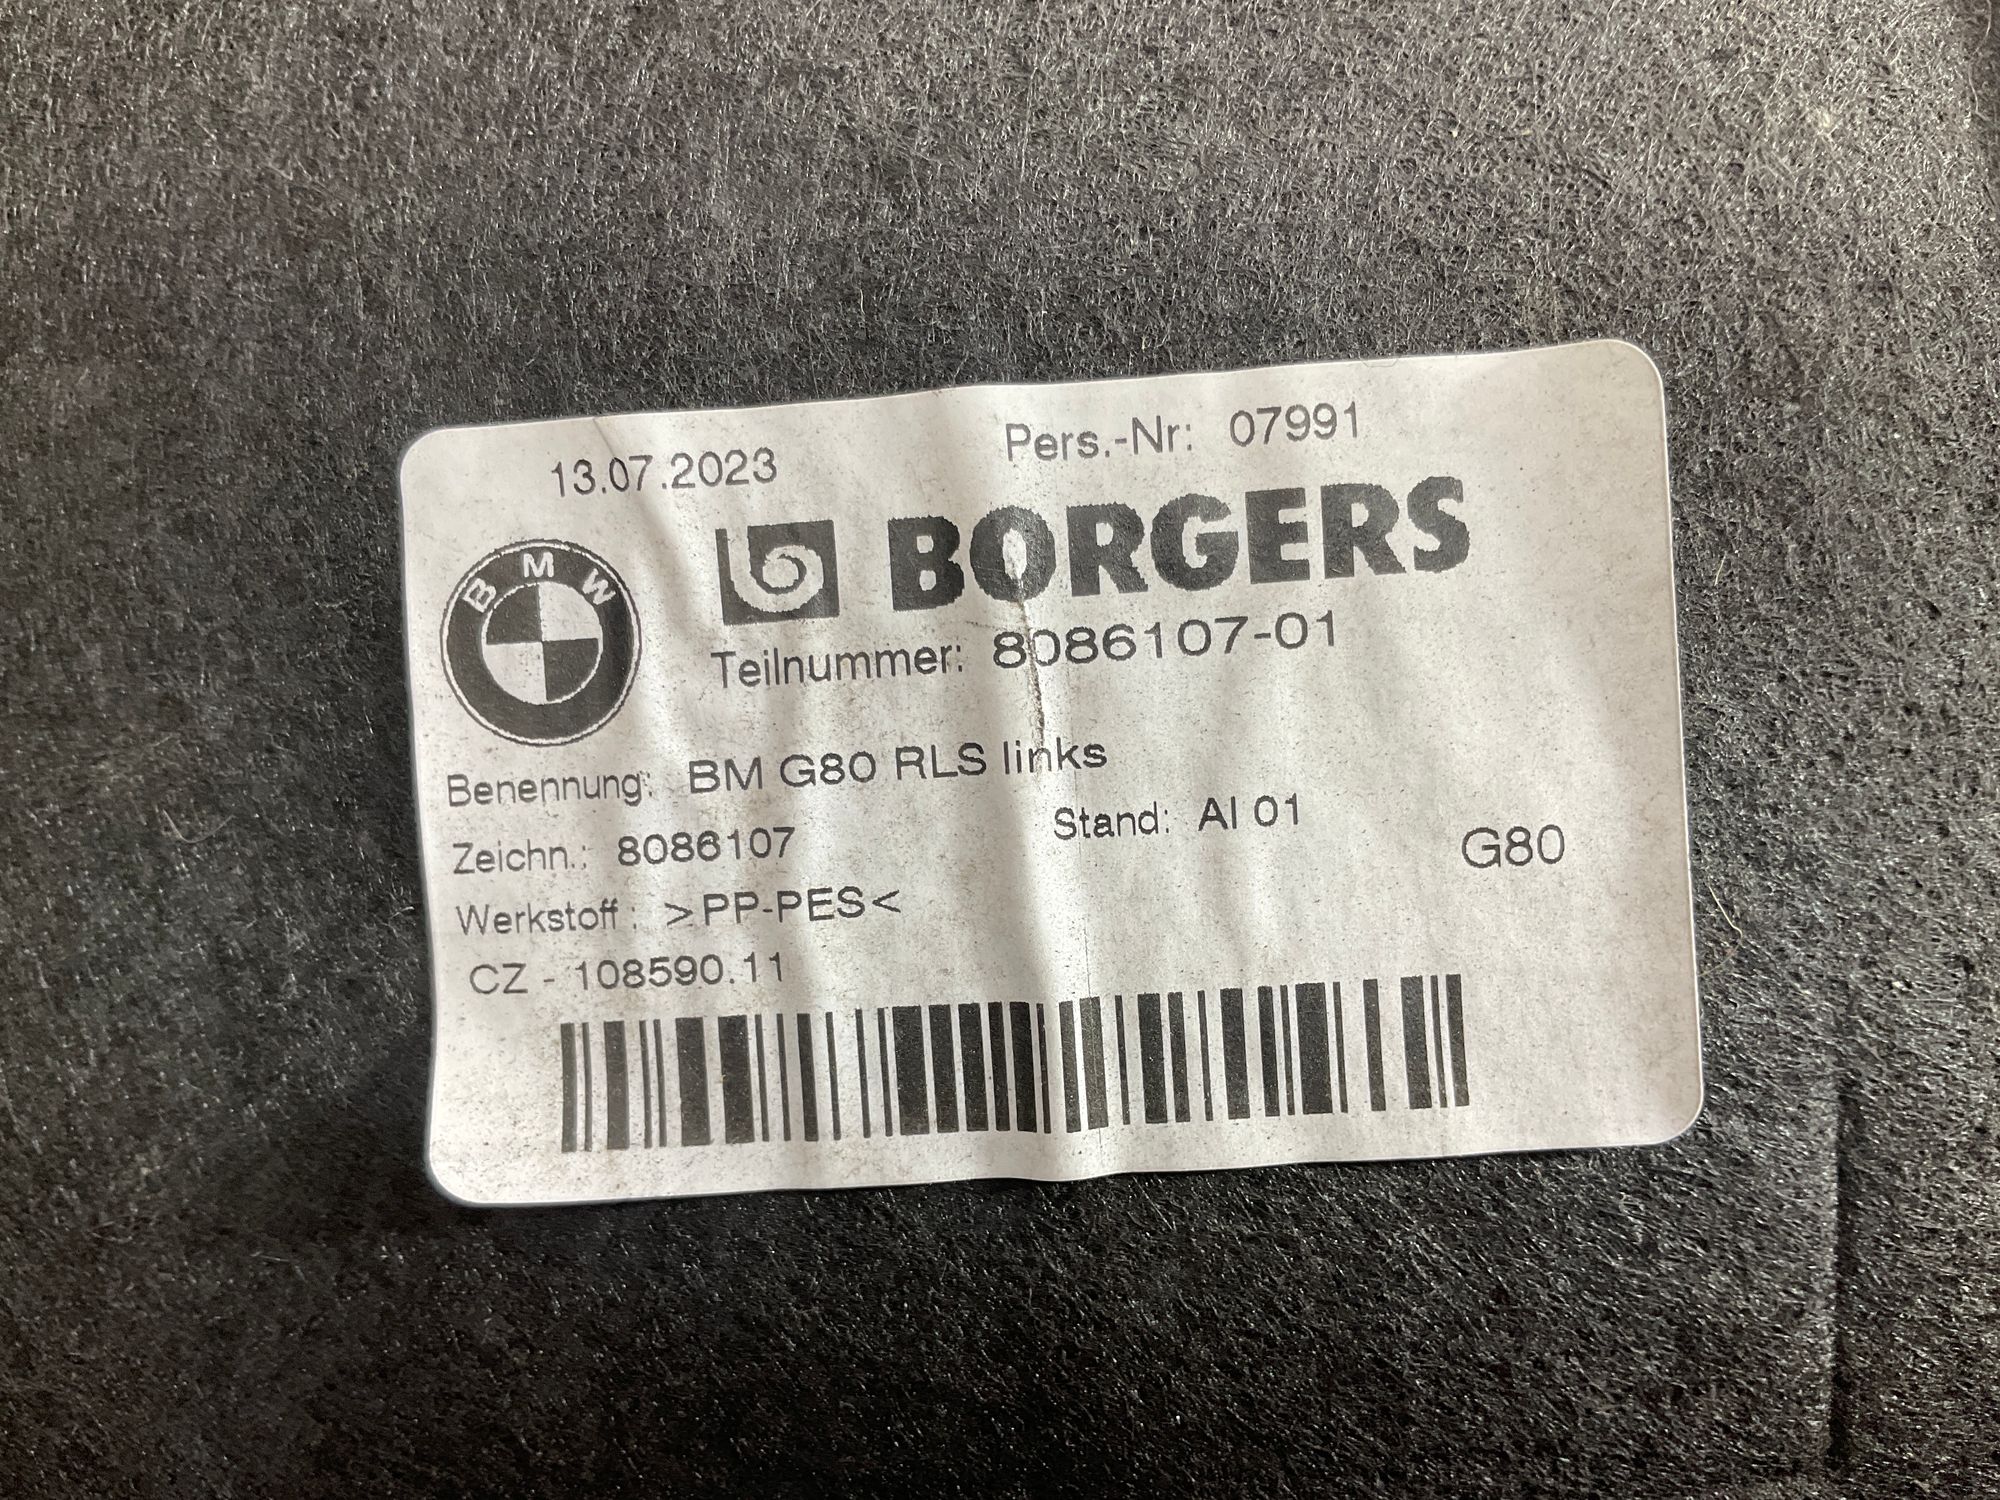 13.07.2023 Pers.-Nr: 07991
BMW
BORGERS
Teilnummer: 8086107-01
Benennung: BM G80 RLS links
Zeichn.: 8086107 Stand: AI 01 G80
Werkstoff: >PP-PES<
CZ - 108590.11